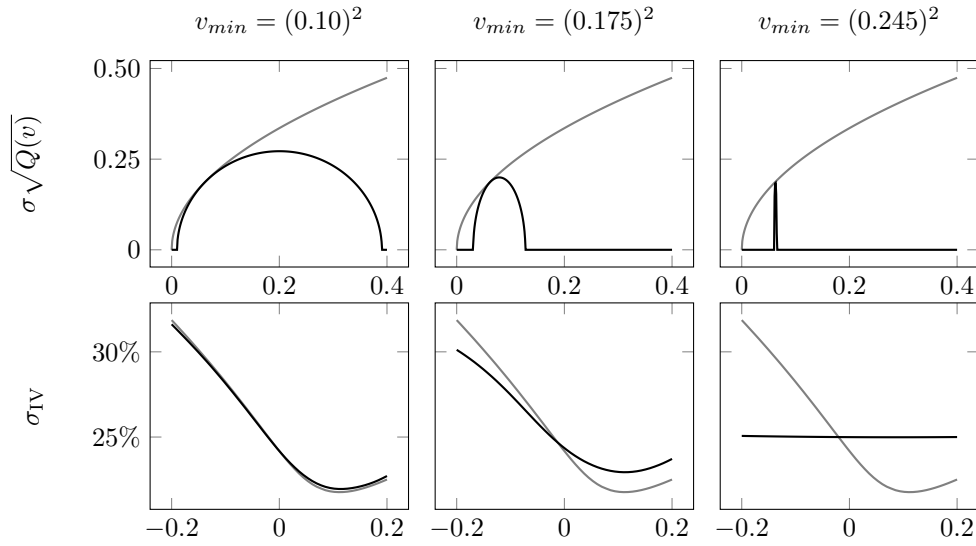 v_{min} = (0.10)^2 v_{min} = (0.175)^2 v_{min} = (0.245)^2
0.50
0.25
0
σ√Q(v)
0 0.2 0.4 0 0.2 0.4 0 0.2 0.4
30%
25%
σ_{IV}
−0.2 0 0.2 −0.2 0 0.2 −0.2 0 0.2